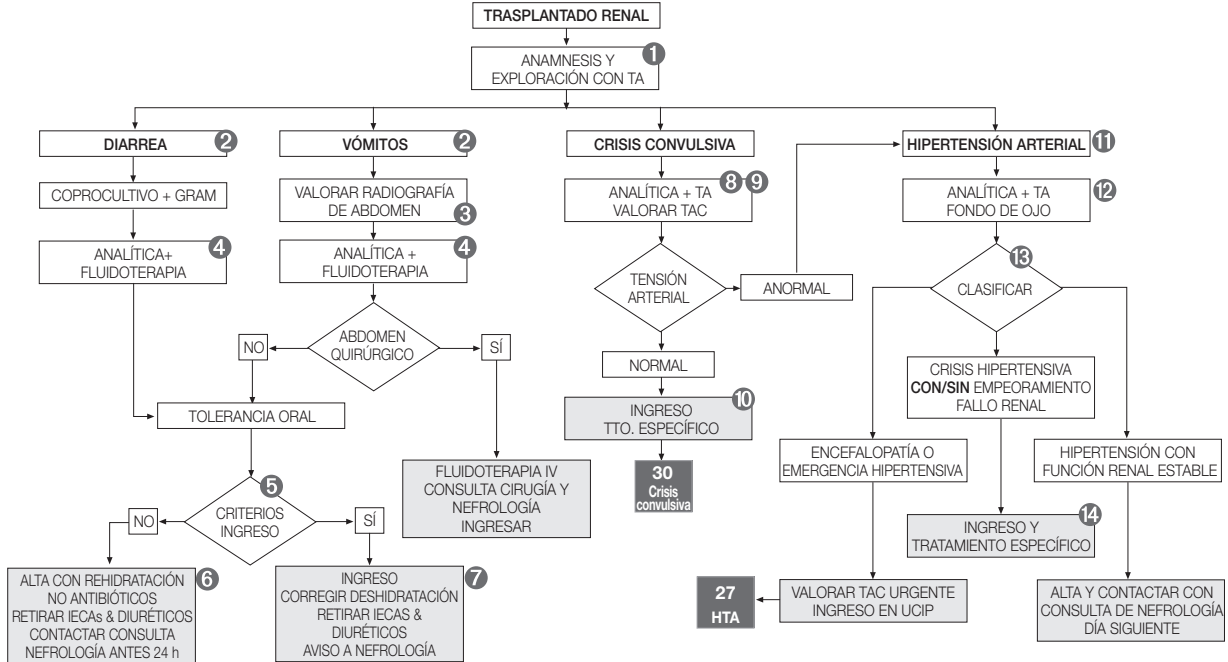 TRASPLANTADO RENAL
1
ANAMNESIS Y
EXPLORACIÓN CON TA
DIARREA
2
VÓMITOS
2
CRISIS CONVULSIVA
HIPERTENSIÓN ARTERIAL
11
COPROCULTIVO + GRAM
VALORAR RADIOGRAFÍA
DE ABDOMEN
3
ANALÍTICA + TA
VALORAR TAC
8 9
ANALÍTICA + TA
FONDO DE OJO
12
ANALÍTICA+
FLUIDOTERAPIA
4
ANALÍTICA +
FLUIDOTERAPIA
4
TENSIÓN
ARTERIAL
ANORMAL
13
CLASIFICAR
NO
ABDOMEN
QUIRÚRGICO
SÍ
NORMAL
CRISIS HIPERTENSIVA
CON/SIN EMPEORAMIENTO
FALLO RENAL
TOLERANCIA ORAL
INGRESO
TTO. ESPECÍFICO
10
ENCEFALOPATÍA O
EMERGENCIA HIPERTENSIVA
HIPERTENSIÓN CON
FUNCIÓN RENAL ESTABLE
FLUIDOTERAPIA IV
CONSULTA CIRUGÍA Y
NEFROLOGÍA
INGRESAR
30
Crisis
convulsiva
5
CRITERIOS
INGRESO
NO
SÍ
INGRESO Y
TRATAMIENTO ESPECÍFICO
14
ALTA CON REHIDRATACIÓN
NO ANTIBIÓTICOS
RETIRAR IECAs & DIURÉTICOS
CONTACTAR CONSULTA
NEFROLOGÍA ANTES 24 h
6
INGRESO
CORREGIR DESHIDRATACIÓN
RETIRAR IECAS &
DIURÉTICOS
AVISO A NEFROLOGÍA
7
27
HTA
VALORAR TAC URGENTE
INGRESO EN UCIP
ALTA Y CONTACTAR CON
CONSULTA DE NEFROLOGÍA
DÍA SIGUIENTE